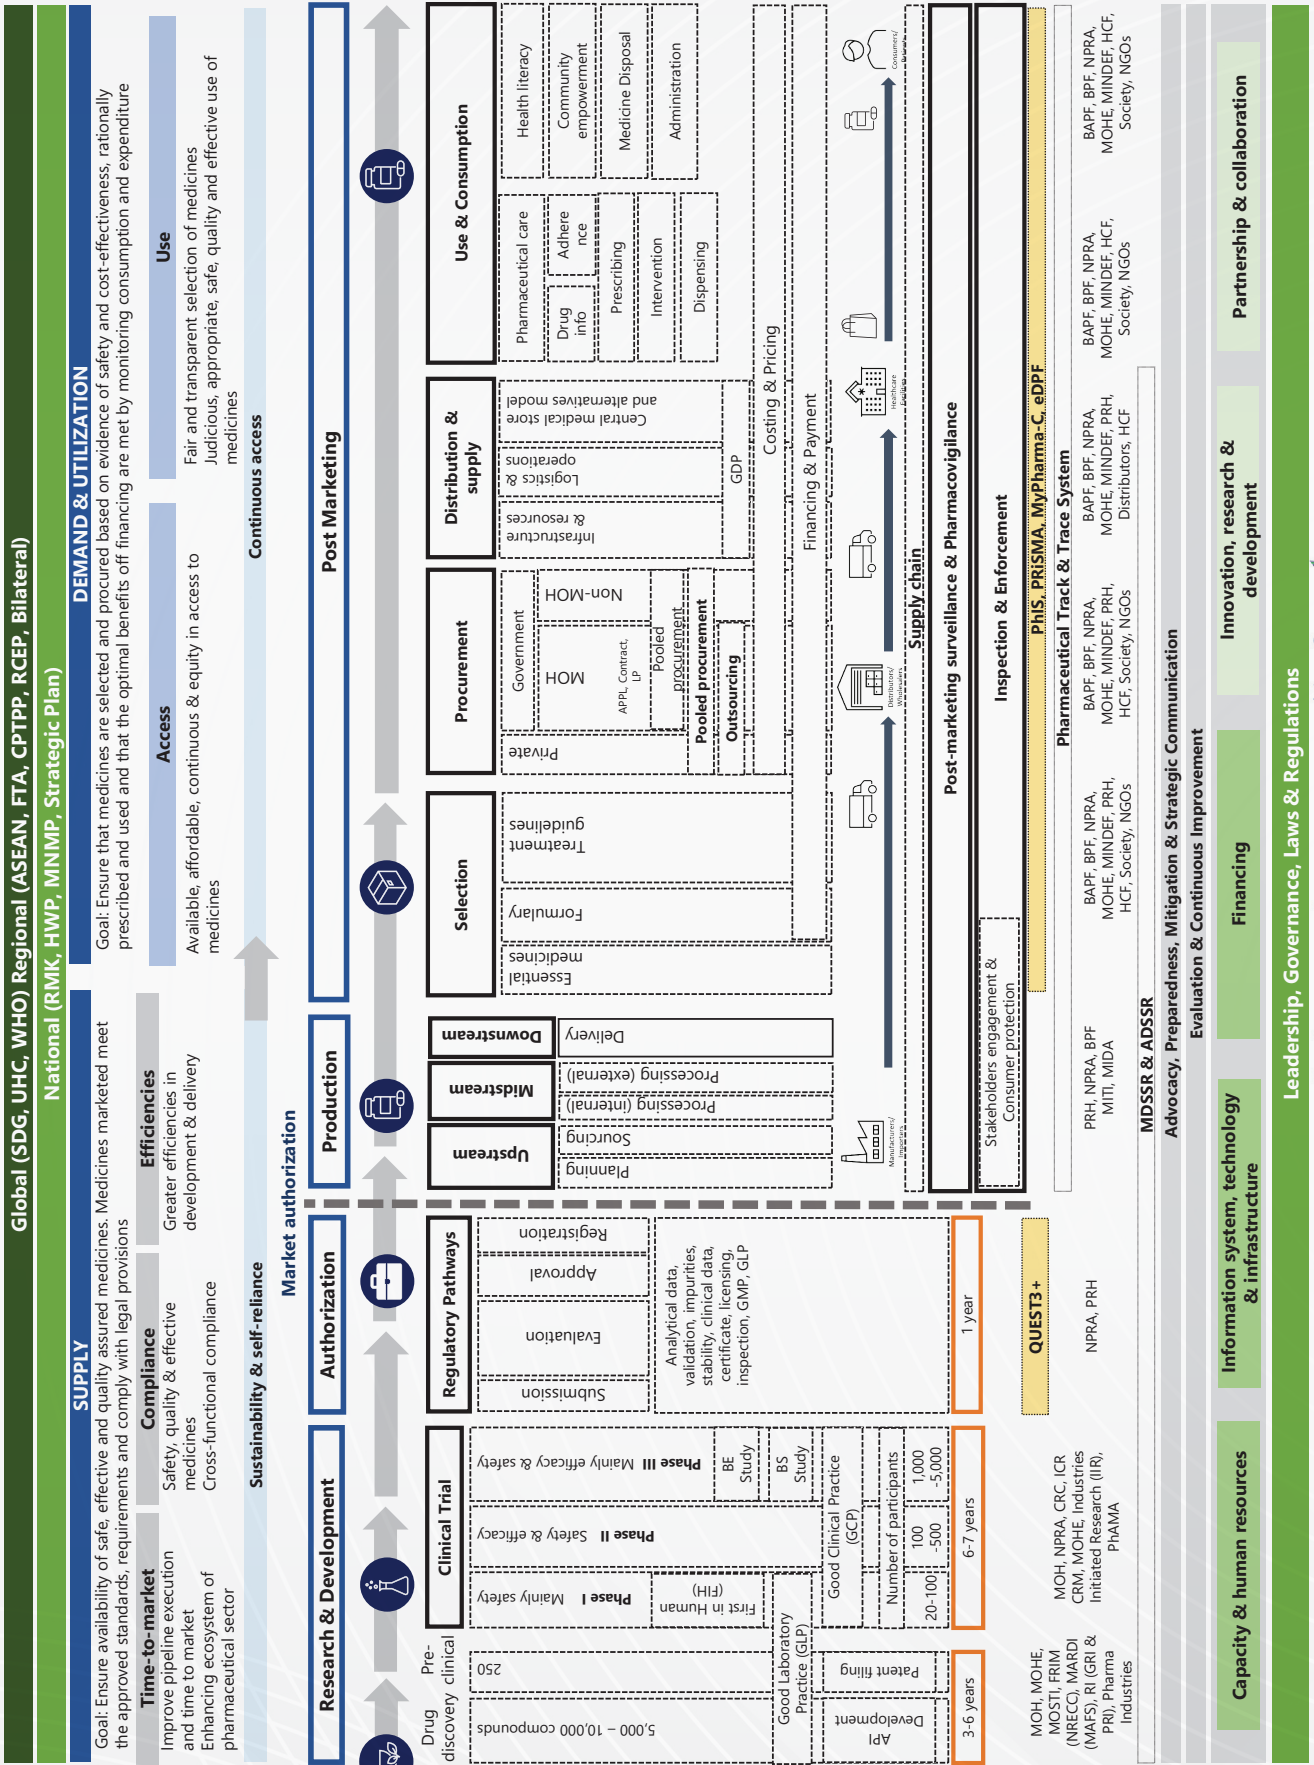 Global (SDG, UHC, WHO) Regional (ASEAN, FTA, CPTPP, RCEP, Bilateral)
National (RMK, HWP, MNMP, Strategic Plan)
SUPPLY
Goal: Ensure availability of safe, effective and quality assured medicines. Medicines marketed meet
the approved standards, requirements and comply with legal provisions
Time-to-market
Improve pipeline execution
and time to market
Enhancing ecosystem of
pharmaceutical sector
Compliance
Safety, quality & effective
medicines
Cross-functional compliance
Efficiencies
Greater efficiencies in
development & delivery
DEMAND & UTILIZATION
Goal: Ensure that medicines are selected and procured based on evidence of safety and cost-effectiveness, rationally
prescribed and used and that the optimal benefits off financing are met by monitoring consumption and expenditure
Access
Available, affordable, continuous & equity in access to
medicines
Use
Fair and transparent selection of medicines
Judicious, appropriate, safe, quality and effective use of
medicines
Sustainability & self-reliance
Continuous access
Market authorization
Research & Development
Authorization
Production
Post Marketing
Drug
discovery
Pre-
clinical
Clinical Trial
Regulatory Pathways
Upstream
Midstream
Downstream
Selection
Procurement
Distribution &
supply
Use & Consumption
5,000 – 10,000 compounds
250
Good Laboratory
Practice (GLP)
API
Development
Patent filing
3-6 years
Phase I Mainly safety
First in Human
(FIH)
Phase II Safety & efficacy
Phase III Mainly efficacy & safety
BE
Study
BS
Study
Good Clinical Practice
(GCP)
Number of participants
20-100
100
-500
1,000
-5,000
6-7 years
Submission
Evaluation
Approval
Registration
Analytical data,
validation, impurities,
stability, clinical data,
certificate, licensing,
inspection, GMP, GLP
1 year
Planning
Sourcing
Processing (internal)
Processing (external)
Delivery
Essential
medicines
Formulary
Treatment
guidelines
Private
Government
MOH
APPL, Contract,
LP
Non-MOH
Pooled
procurement
Pooled procurement
Outsourcing
Infrastructure
& resources
Logistics &
operations
Central medical store
and alternatives model
GDP
Costing & Pricing
Financing & Payment
Pharmaceutical care
Drug
info
Adhere
nce
Prescribing
Intervention
Dispensing
Health literacy
Community
empowerment
Medicine Disposal
Administration
Manufacturers/
Importers
Distributors/
Wholesalers
Healthcare
Facilities
Consumers/
Supply chain
Post-marketing surveillance & Pharmacovigilance
Inspection & Enforcement
Stakeholders engagement &
Consumer protection
QUEST3+
PhIS, PRiSMA, MyPharma-C, eDPF
Pharmaceutical Track & Trace System
MOH, MOHE,
MOSTI, FRIM
(NRECC), MARDI
(MAFS), RI (GRI &
PRI), Pharma
Industries
MOH, NPRA, CRC, ICR
CRM, MOHE, Industries
Initiated Research (IIR),
PhAMA
NPRA, PRH
PRH, NPRA, BPF
MITI, MIDA
BAPF, BPF, NPRA,
MOHE, MINDEF, PRH,
HCF, Society, NGOs
BAPF, BPF, NPRA,
MOHE, MINDEF, PRH,
HCF, Society, NGOs
BAPF, BPF, NPRA,
MOHE, MINDEF, PRH,
Distributors, HCF
BAPF, BPF, NPRA,
MOHE, MINDEF, HCF,
Society, NGOs
BAPF, BPF, NPRA,
MOHE, MINDEF, HCF,
Society, NGOs
MDSSR & ADSSR
Advocacy, Preparedness, Mitigation & Strategic Communication
Evaluation & Continuous Improvement
Capacity & human resources
Information system, technology
& infrastructure
Financing
Innovation, research &
development
Partnership & collaboration
Leadership, Governance, Laws & Regulations